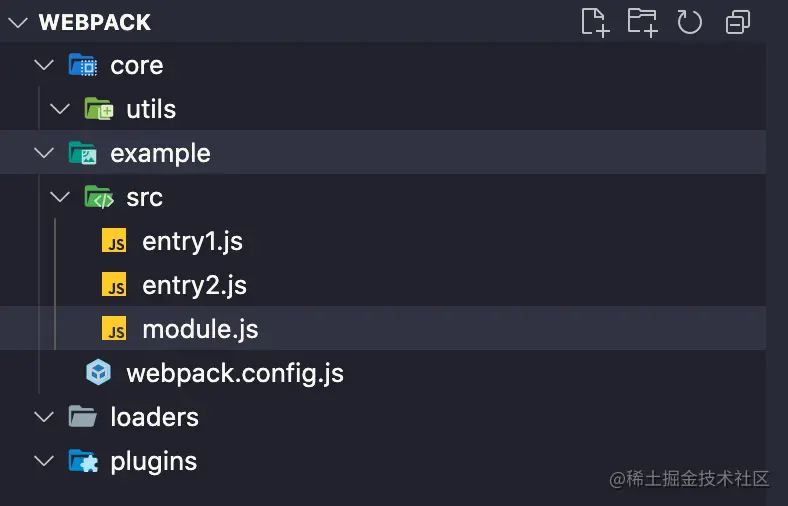 WEBPACK
core
utils
example
src
JS entry1.js
JS entry2.js
JS module.js
webpack.config.js
loaders
plugins
@稀土掘金技术社区